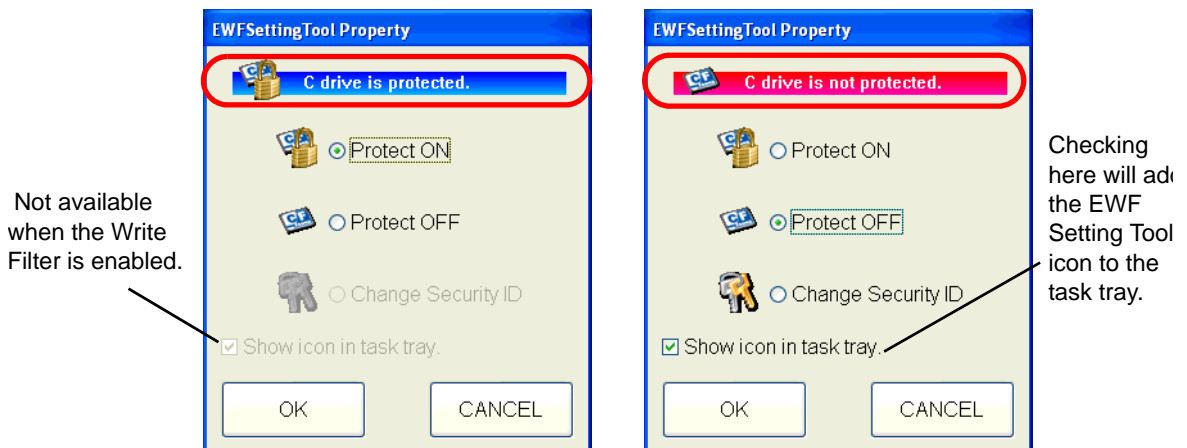 EWFSettingTool Property
C drive is protected.
Protect ON
Protect OFF
Change Security ID
Show icon in task tray.
OK CANCEL
Not available
when the Write
Filter is enabled.
EWFSettingTool Property
C drive is not protected.
Protect ON
Protect OFF
Change Security ID
Show icon in task tray.
OK CANCEL
Checking
here will
the EWF
Setting Tool
icon to the
task tray.